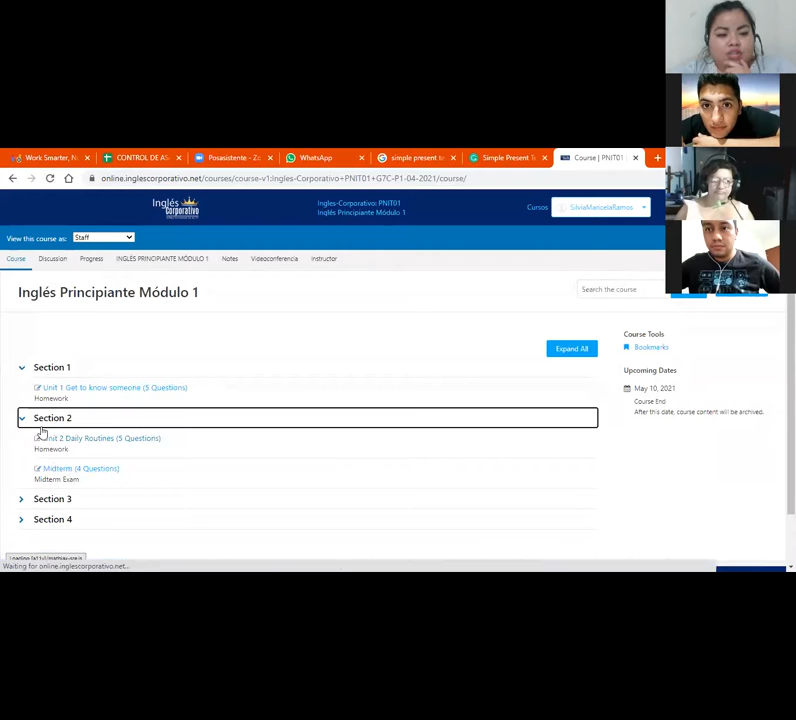 Work Smarter, N
CONTROL DE AS
Posasistente - Zo
WhatsApp
simple present te
Simple Present Te
Course | PNIT01
online.inglescorporativo.net/courses/course-v1:Ingles-Corporativo+PNIT01+G7C-P1-04-2021/course/
Inglés
Corporativo
Ingles-Corporativo: PNIT01
Inglés Principiante Módulo 1
Cursos
SilviaMaricelaRamos
View this course as:
Staff
Course
Discussion
Progress
INGLÉS PRINCIPIANTE MÓDULO 1
Notes
Videoconferencia
Instructor
Inglés Principiante Módulo 1
Search the course
Expand All
Course Tools
Bookmarks
Upcoming Dates
May 10, 2021
Course End
After this date, course content will be archived.
Section 1
Unit 1 Get to know someone (5 Questions)
Homework
Section 2
Unit 2 Daily Routines (5 Questions)
Homework
Midterm (4 Questions)
Midterm Exam
Section 3
Section 4
Waiting for online.inglescorporativo.net...